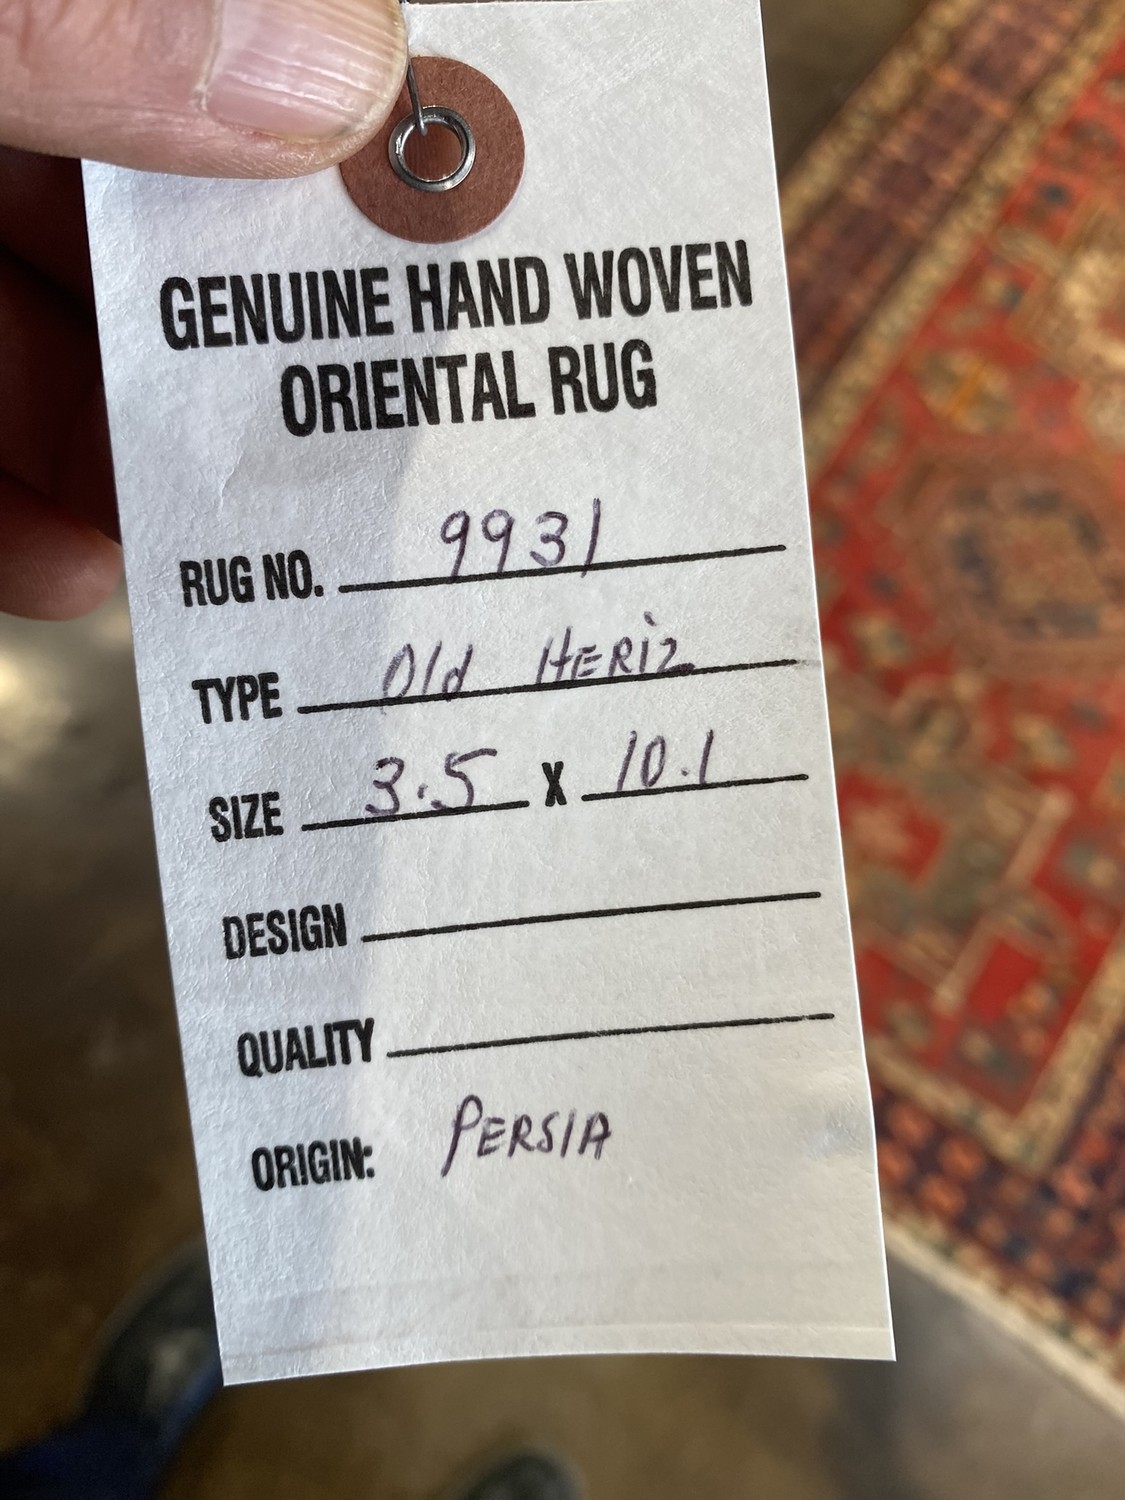 GENUINE HAND WOVEN
ORIENTAL RUG
RUG NO. 9931
TYPE Old HERiz
SIZE 3.5 X 10.1
DESIGN
QUALITY
ORIGIN: PERSIA